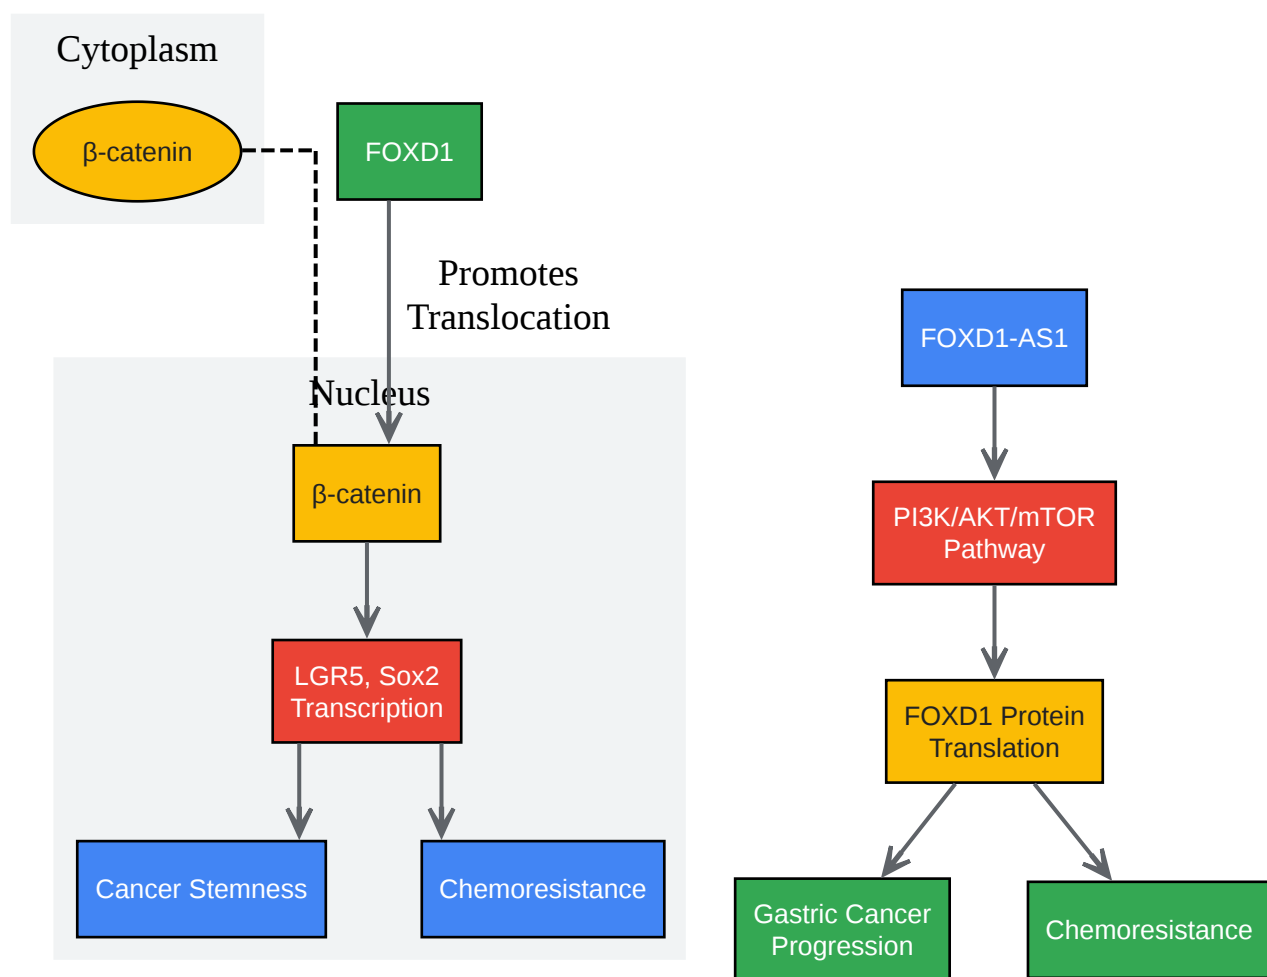 Cytoplasm
β-catenin
FOXD1
Promotes
Translocation
Nucleus
β-catenin
LGR5, Sox2
Transcription
Cancer Stemness
Chemoresistance
FOXD1-AS1
PI3K/AKT/mTOR
Pathway
FOXD1 Protein
Translation
Gastric Cancer
Progression
Chemoresistance